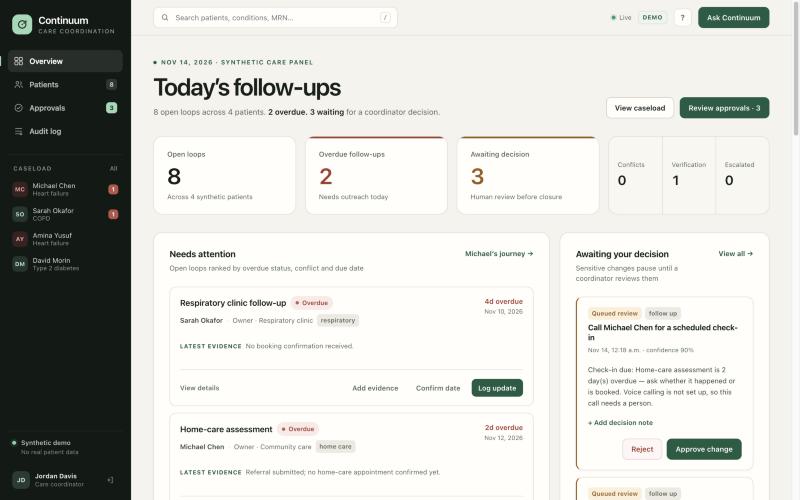 Continuum
CARE COORDINATION
Overview
Patients 8
Approvals 3
Audit log
CASELOAD All
MC Michael Chen 1
Heart failure
SO Sarah Okafor 1
COPD
AY Amina Yusuf
Heart failure
DM David Morin
Type 2 diabetes
Synthetic demo
No real patient data
JD Jordan Davis
Care coordinator
Search patients, conditions, MRN... /
Live DEMO ? Ask Continuum
NOV 14, 2026 · SYNTHETIC CARE PANEL
Today's follow-ups
8 open loops across 4 patients. 2 overdue. 3 waiting for a coordinator decision.
View caseload Review approvals · 3
Open loops
8
Across 4 synthetic patients
Overdue follow-ups
2
Needs outreach today
Awaiting decision
3
Human review before closure
Conflicts
0
Verification
1
Escalated
0
Needs attention Michael's journey →
Open loops ranked by overdue status, conflict and due date
Respiratory clinic follow-up Overdue 4d overdue
Nov 10, 2026
Sarah Okafor · Owner · Respiratory clinic respiratory
LATEST EVIDENCE No booking confirmation received.
View details Add evidence Confirm date Log update
Home-care assessment Overdue 2d overdue
Nov 12, 2026
Michael Chen · Owner · Community care home care
LATEST EVIDENCE Referral submitted; no home-care appointment confirmed yet.
Awaiting your decision View all →
Sensitive changes pause until a
coordinator reviews them
Queued review follow up
Call Michael Chen for a scheduled check-
in
Nov 14, 12:18 a.m. · confidence 90%
Check-in due: Home-care assessment is 2
day(s) overdue — ask whether it happened or
is booked. Voice calling is not set up, so this
call needs a person.
+ Add decision note
Reject Approve change
Queued review follow up